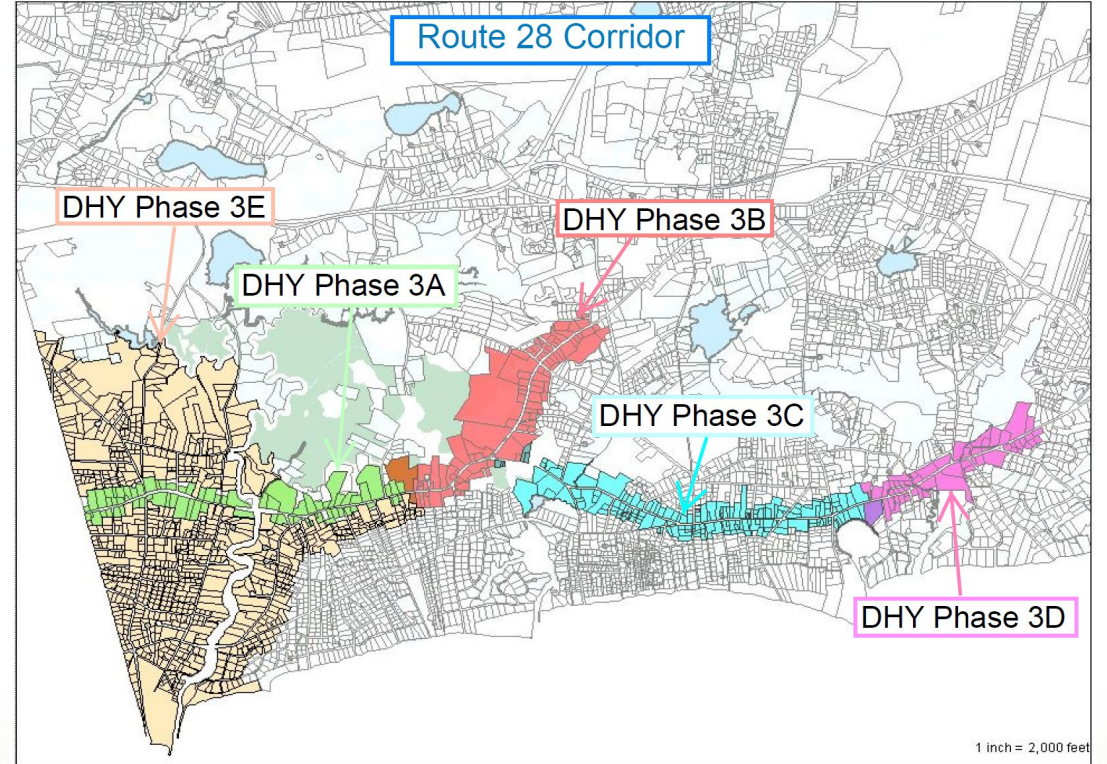 Route 28 Corridor
DHY Phase 3E
DHY Phase 3B
DHY Phase 3A
DHY Phase 3C
DHY Phase 3D
1 inch = 2,000 feet